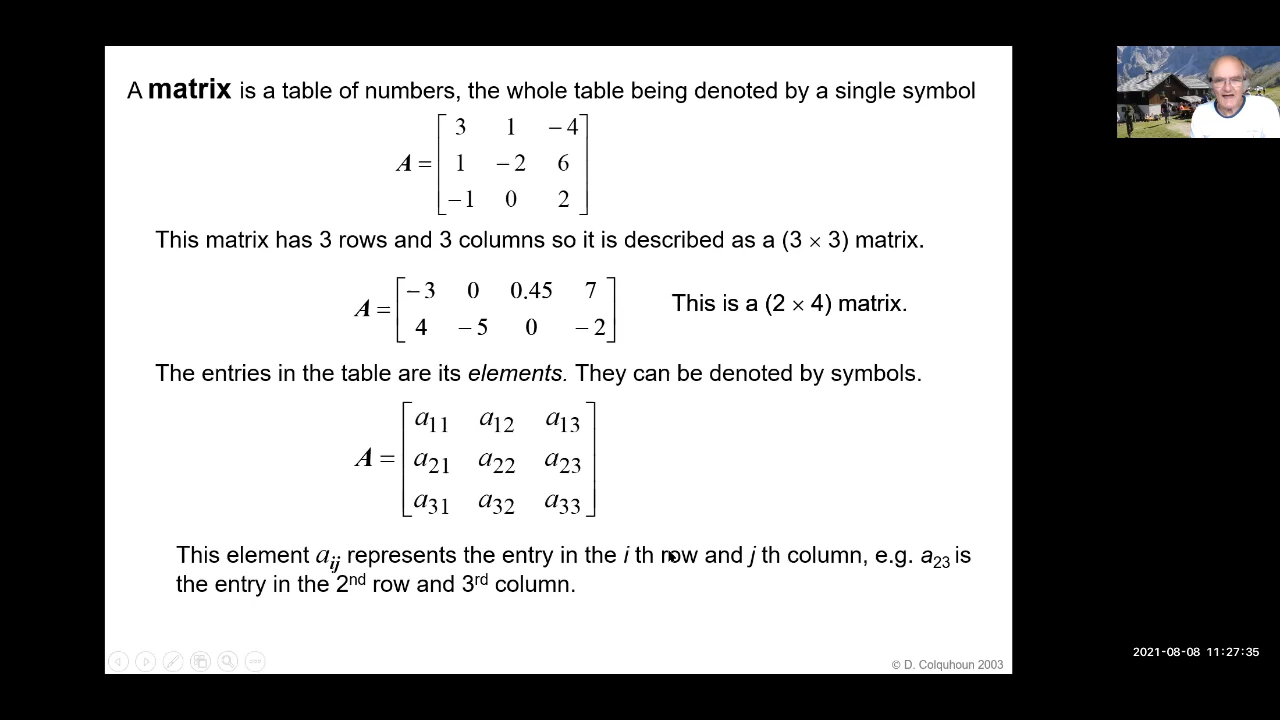 A matrix is a table of numbers, the whole table being denoted by a single symbol
3 1 −4
A = 1 −2 6
−1 0 2
This matrix has 3 rows and 3 columns so it is described as a (3 × 3) matrix.
−3 0 0.45 7
A = This is a (2 × 4) matrix.
4 −5 0 −2
The entries in the table are its elements. They can be denoted by symbols.
a11 a12 a13
A = a21 a22 a23
a31 a32 a33
This element aij represents the entry in the i th row and j th column, e.g. a23 is
the entry in the 2nd row and 3rd column.
2021-08-08 11:27:35
© D. Colquhoun 2003